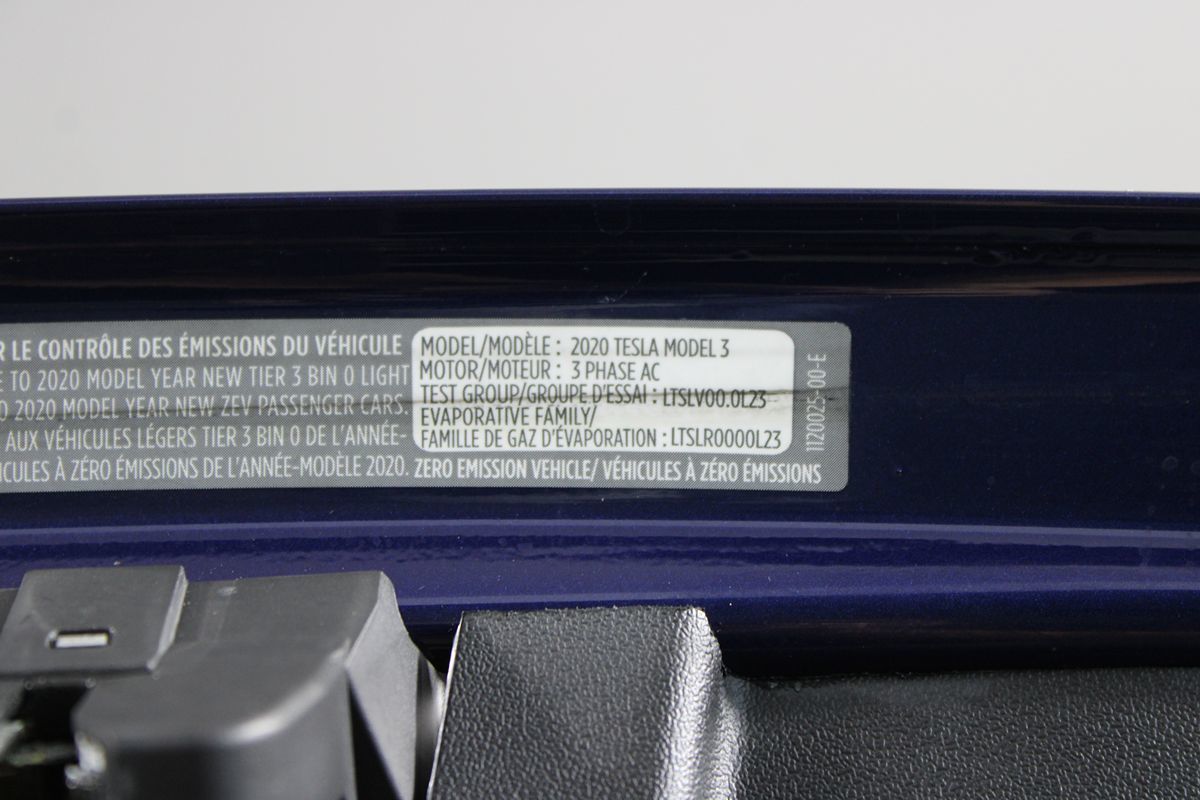 LE CONTRÔLE DES ÉMISSIONS DU VÉHICULE
TO 2020 MODEL YEAR NEW TIER 3 BIN 0 LIGHT
2020 MODEL YEAR NEW ZEV PASSENGER CARS.
AUX VÉHICULES LÉGERS TIER 3 BIN 0 DE L'ANNÉE-
À ZÉRO ÉMISSIONS DE L'ANNÉE-MODÈLE 2020.
MODEL/MODÈLE : 2020 TESLA MODEL 3
MOTOR/MOTEUR : 3 PHASE AC
TEST GROUP/GROUPE D'ESSAI : LTSLV00.0L23
EVAPORATIVE FAMILY/
FAMILLE DE GAZ D'ÉVAPORATION : LTSLR0000L23
ZERO EMISSION VEHICLE/ VÉHICULES À ZÉRO ÉMISSIONS
1120025-00-E